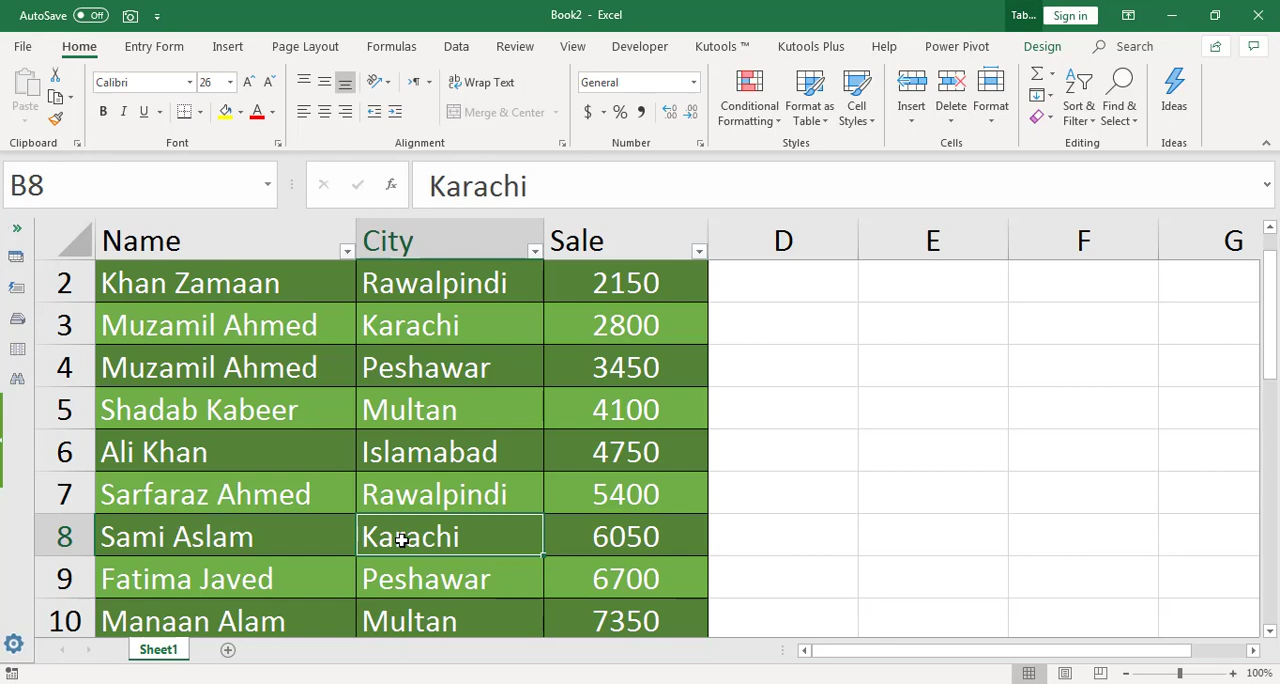 AutoSave Off Book2 - Excel Tab... Sign in
File Home Entry Form Insert Page Layout Formulas Data Review View Developer Kutools ™ Kutools Plus Help Power Pivot Design Search
Paste Calibri 26 A A Wrap Text General Conditional Formatting Format as Table Cell Styles Insert Delete Format Sort & Filter Find & Select Ideas
B I U A Merge & Center $ % 9
Clipboard Font Alignment Number Styles Cells Editing Ideas
B8 fx Karachi
Name City Sale D E F G
2 Khan Zamaan Rawalpindi 2150
3 Muzamil Ahmed Karachi 2800
4 Muzamil Ahmed Peshawar 3450
5 Shadab Kabeer Multan 4100
6 Ali Khan Islamabad 4750
7 Sarfaraz Ahmed Rawalpindi 5400
8 Sami Aslam Karachi 6050
9 Fatima Javed Peshawar 6700
10 Manaan Alam Multan 7350
Sheet1
100%